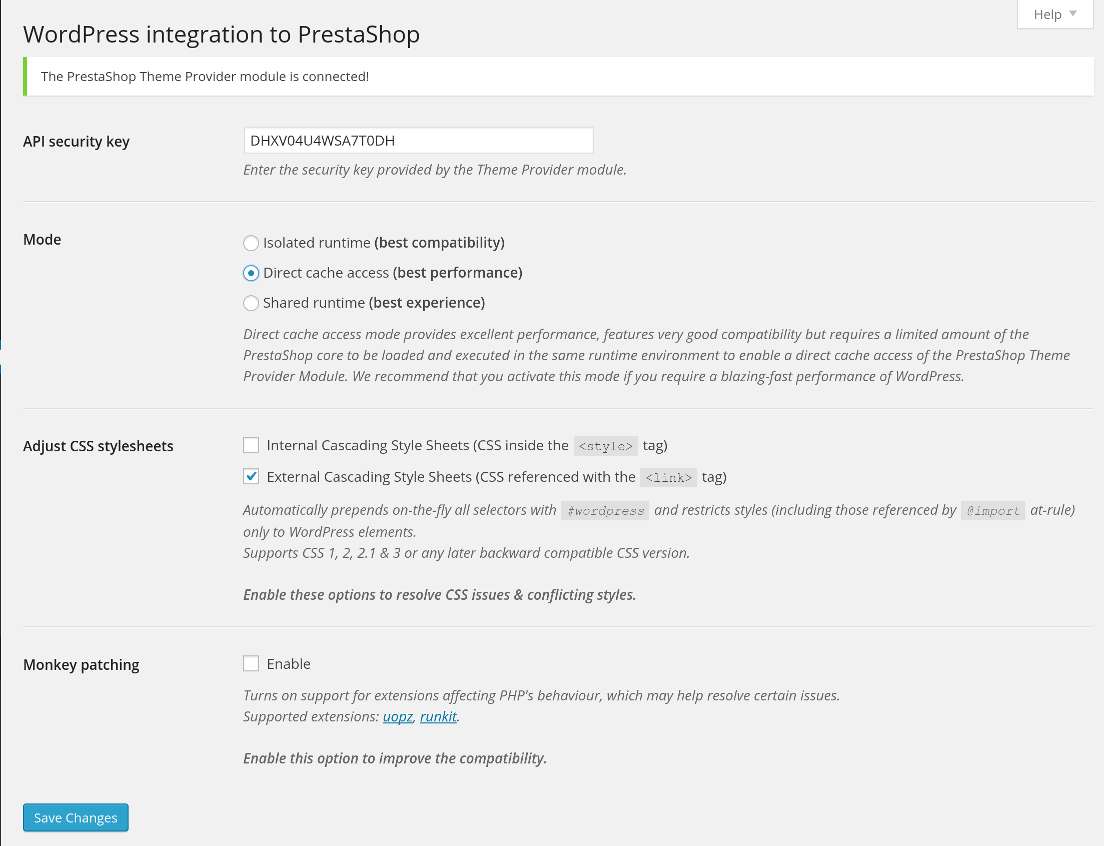 Help
WordPress integration to PrestaShop
The PrestaShop Theme Provider module is connected!
API security key
DHXV04U4WSA7T0DH
Enter the security key provided by the Theme Provider module.
Mode
Isolated runtime (best compatibility)
Direct cache access (best performance)
Shared runtime (best experience)
Direct cache access mode provides excellent performance, features very good compatibility but requires a limited amount of the
PrestaShop core to be loaded and executed in the same runtime environment to enable a direct cache access of the PrestaShop Theme
Provider Module. We recommend that you activate this mode if you require a blazing-fast performance of WordPress.
Adjust CSS stylesheets
Internal Cascading Style Sheets (CSS inside the <style> tag)
External Cascading Style Sheets (CSS referenced with the <link> tag)
Automatically prepends on-the-fly all selectors with #wordpress and restricts styles (including those referenced by @import at-rule)
only to WordPress elements.
Supports CSS 1, 2, 2.1 & 3 or any later backward compatible CSS version.
Enable these options to resolve CSS issues & conflicting styles.
Monkey patching
Enable
Turns on support for extensions affecting PHP's behaviour, which may help resolve certain issues.
Supported extensions: uopz, runkit.
Enable this option to improve the compatibility.
Save Changes